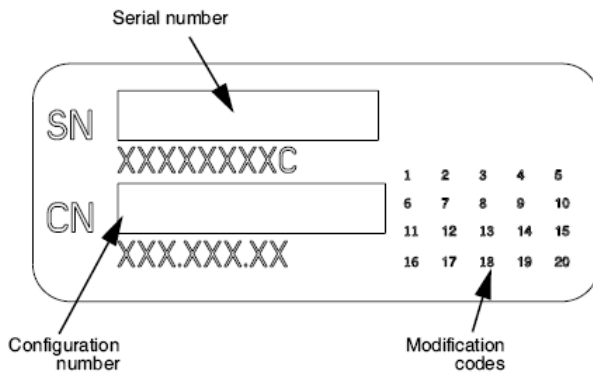 Serial number
SN
XXXXXXXXC
CN
XXX.XXX.XX
1 2 3 4 5
6 7 8 9 10
11 12 13 14 15
16 17 18 19 20
Configuration
number
Modification
codes